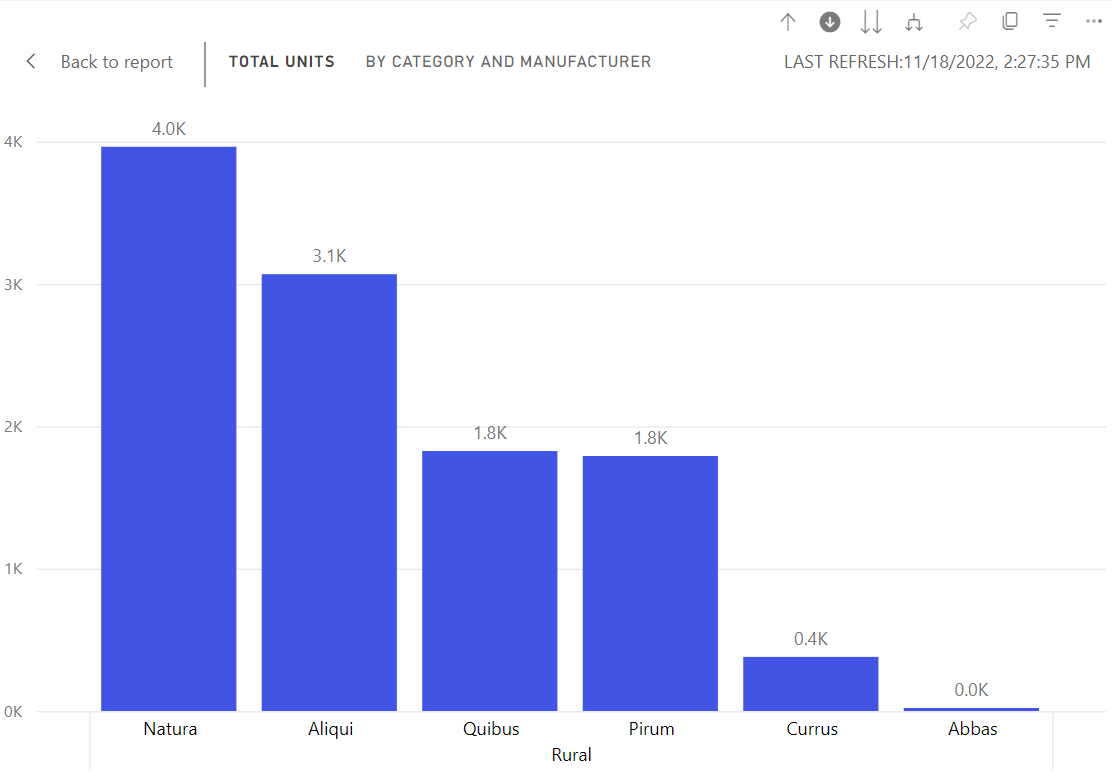 Back to report
TOTAL UNITS
BY CATEGORY AND MANUFACTURER
LAST REFRESH:11/18/2022, 2:27:35 PM
4K
3K
2K
1K
0K
4.0K
3.1K
1.8K
1.8K
0.4K
0.0K
Natura
Aliqui
Quibus
Pirum
Currus
Abbas
Rural